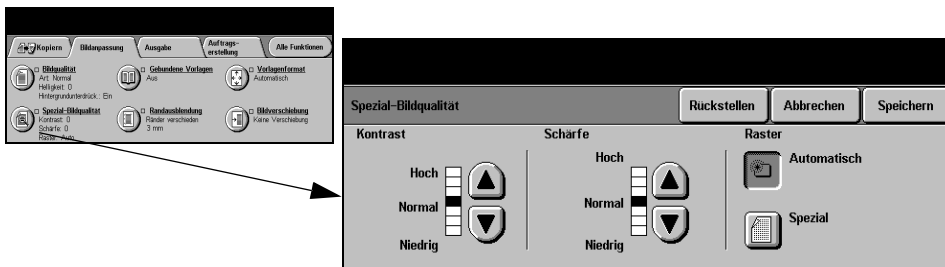 Kopieren
Bildanpassung
Ausgabe
Auftrags-
erstellung
Alle Funktionen
Bildqualität
Art: Normal
Helligkeit: 0
Hintergrundunterdrück.: Ein
Gebundene Vorlagen
Aus
Vorlagenformat
Automatisch
Spezial-Bildqualität
Kontrast: 0
Schärfe: 0
Raster: Auto
Randausblendung
Ränder verschieden
3 mm
Bildverschiebung
Keine Verschiebung
Spezial-Bildqualität
Rückstellen
Abbrechen
Speichern
Kontrast
Hoch
Normal
Niedrig
Schärfe
Hoch
Normal
Niedrig
Raster
Automatisch
Spezial